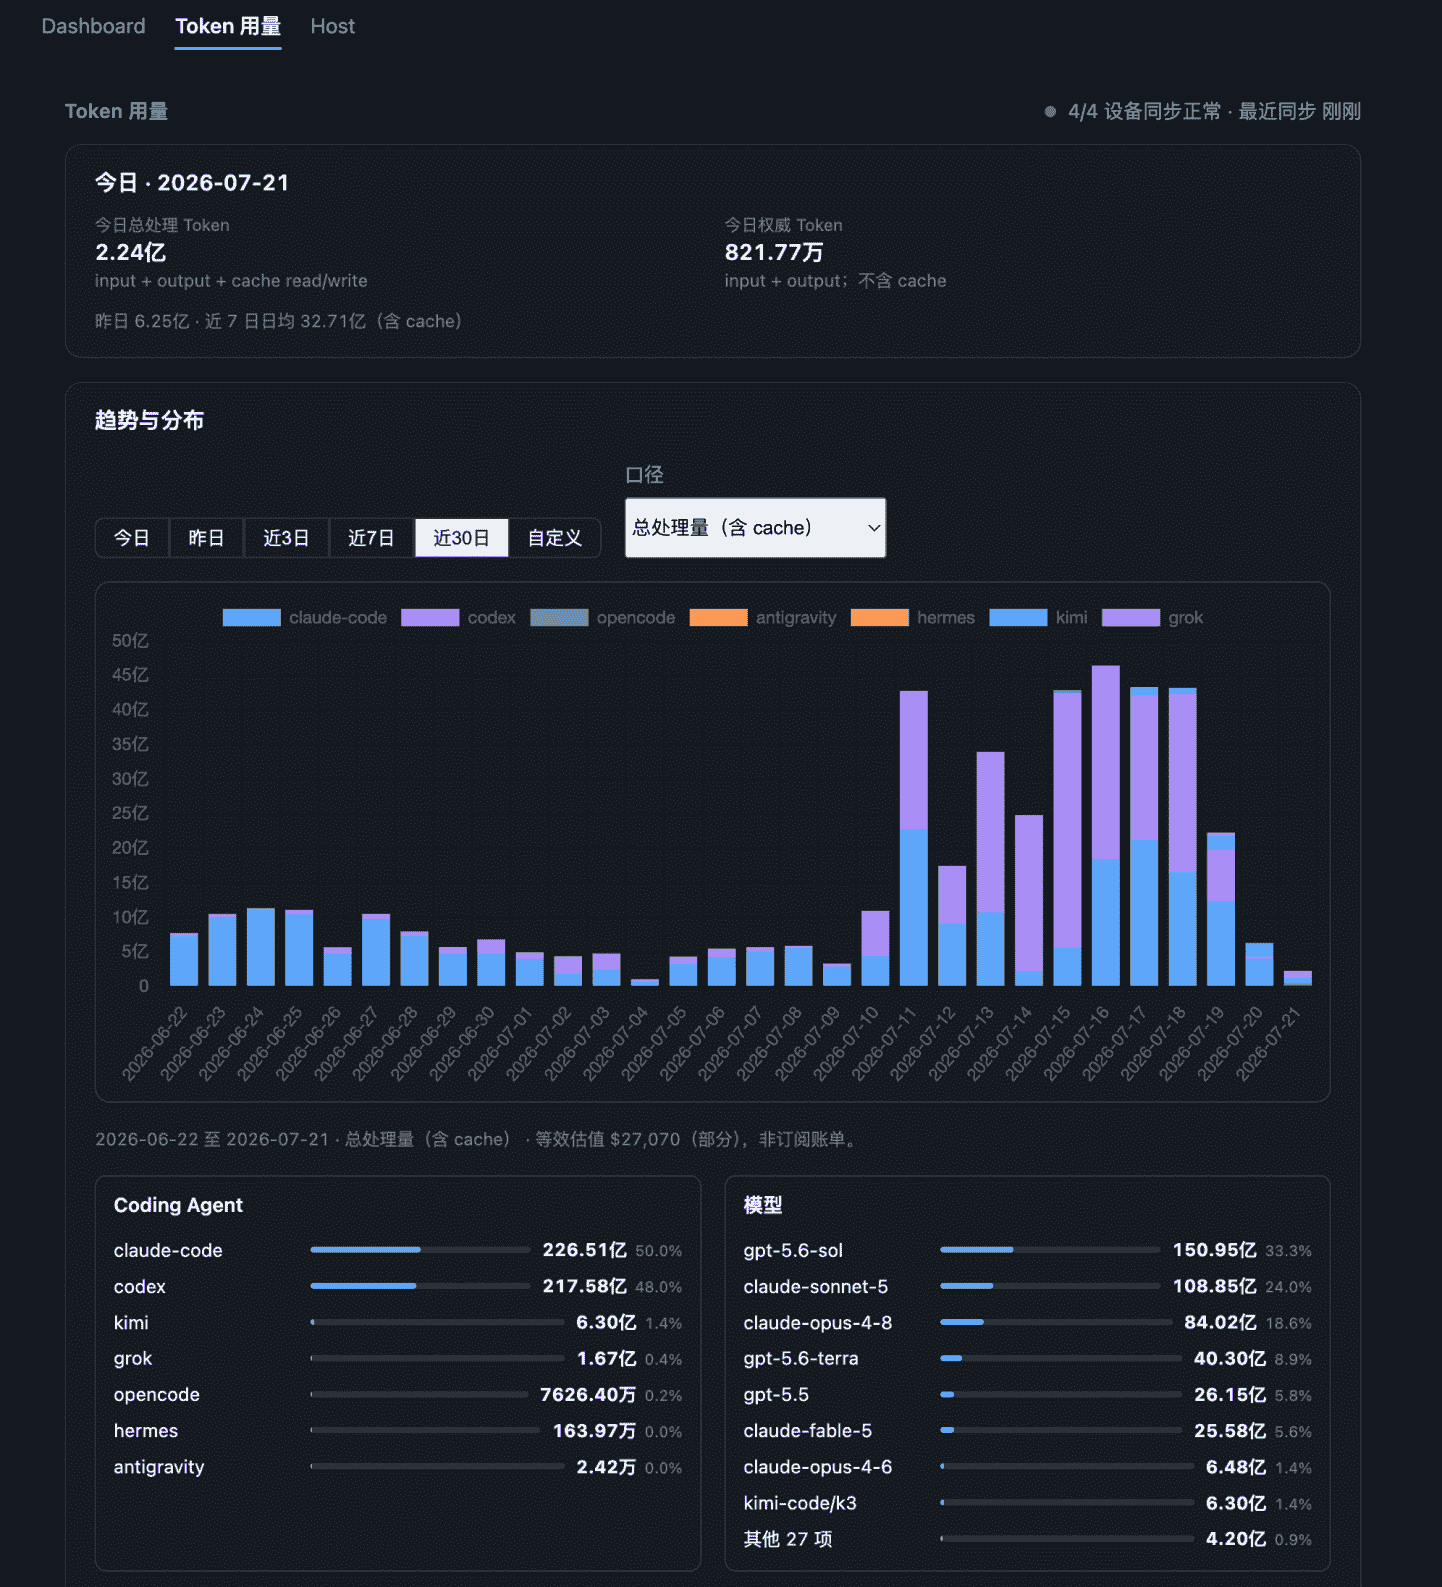 Dashboard Token 用量 Host
Token 用量
4/4 设备同步正常 · 最近同步 刚刚
今日 · 2026-07-21
今日总处理 Token
2.24亿
input + output + cache read/write
今日权威 Token
821.77万
input + output；不含 cache
昨日 6.25亿 · 近 7 日日均 32.71亿（含 cache）
趋势与分布
口径
今日 昨日 近3日 近7日 近30日 自定义
总处理量（含 cache）
claude-code codex opencode antigravity hermes kimi grok
50亿
45亿
40亿
35亿
30亿
25亿
20亿
15亿
10亿
5亿
0
2026-06-22
2026-06-23
2026-06-24
2026-06-25
2026-06-26
2026-06-27
2026-06-28
2026-06-29
2026-06-30
2026-07-01
2026-07-02
2026-07-03
2026-07-04
2026-07-05
2026-07-06
2026-07-07
2026-07-08
2026-07-09
2026-07-10
2026-07-11
2026-07-12
2026-07-13
2026-07-14
2026-07-15
2026-07-16
2026-07-17
2026-07-18
2026-07-19
2026-07-20
2026-07-21
2026-06-22 至 2026-07-21 · 总处理量（含 cache） · 等效估值 $27,070（部分），非订阅账单。
Coding Agent
claude-code 226.51亿 50.0%
codex 217.58亿 48.0%
kimi 6.30亿 1.4%
grok 1.67亿 0.4%
opencode 7626.40万 0.2%
hermes 163.97万 0.0%
antigravity 2.42万 0.0%
模型
gpt-5.6-sol 150.95亿 33.3%
claude-sonnet-5 108.85亿 24.0%
claude-opus-4-8 84.02亿 18.6%
gpt-5.6-terra 40.30亿 8.9%
gpt-5.5 26.15亿 5.8%
claude-fable-5 25.58亿 5.6%
claude-opus-4-6 6.48亿 1.4%
kimi-code/k3 6.30亿 1.4%
其他 27 项 4.20亿 0.9%